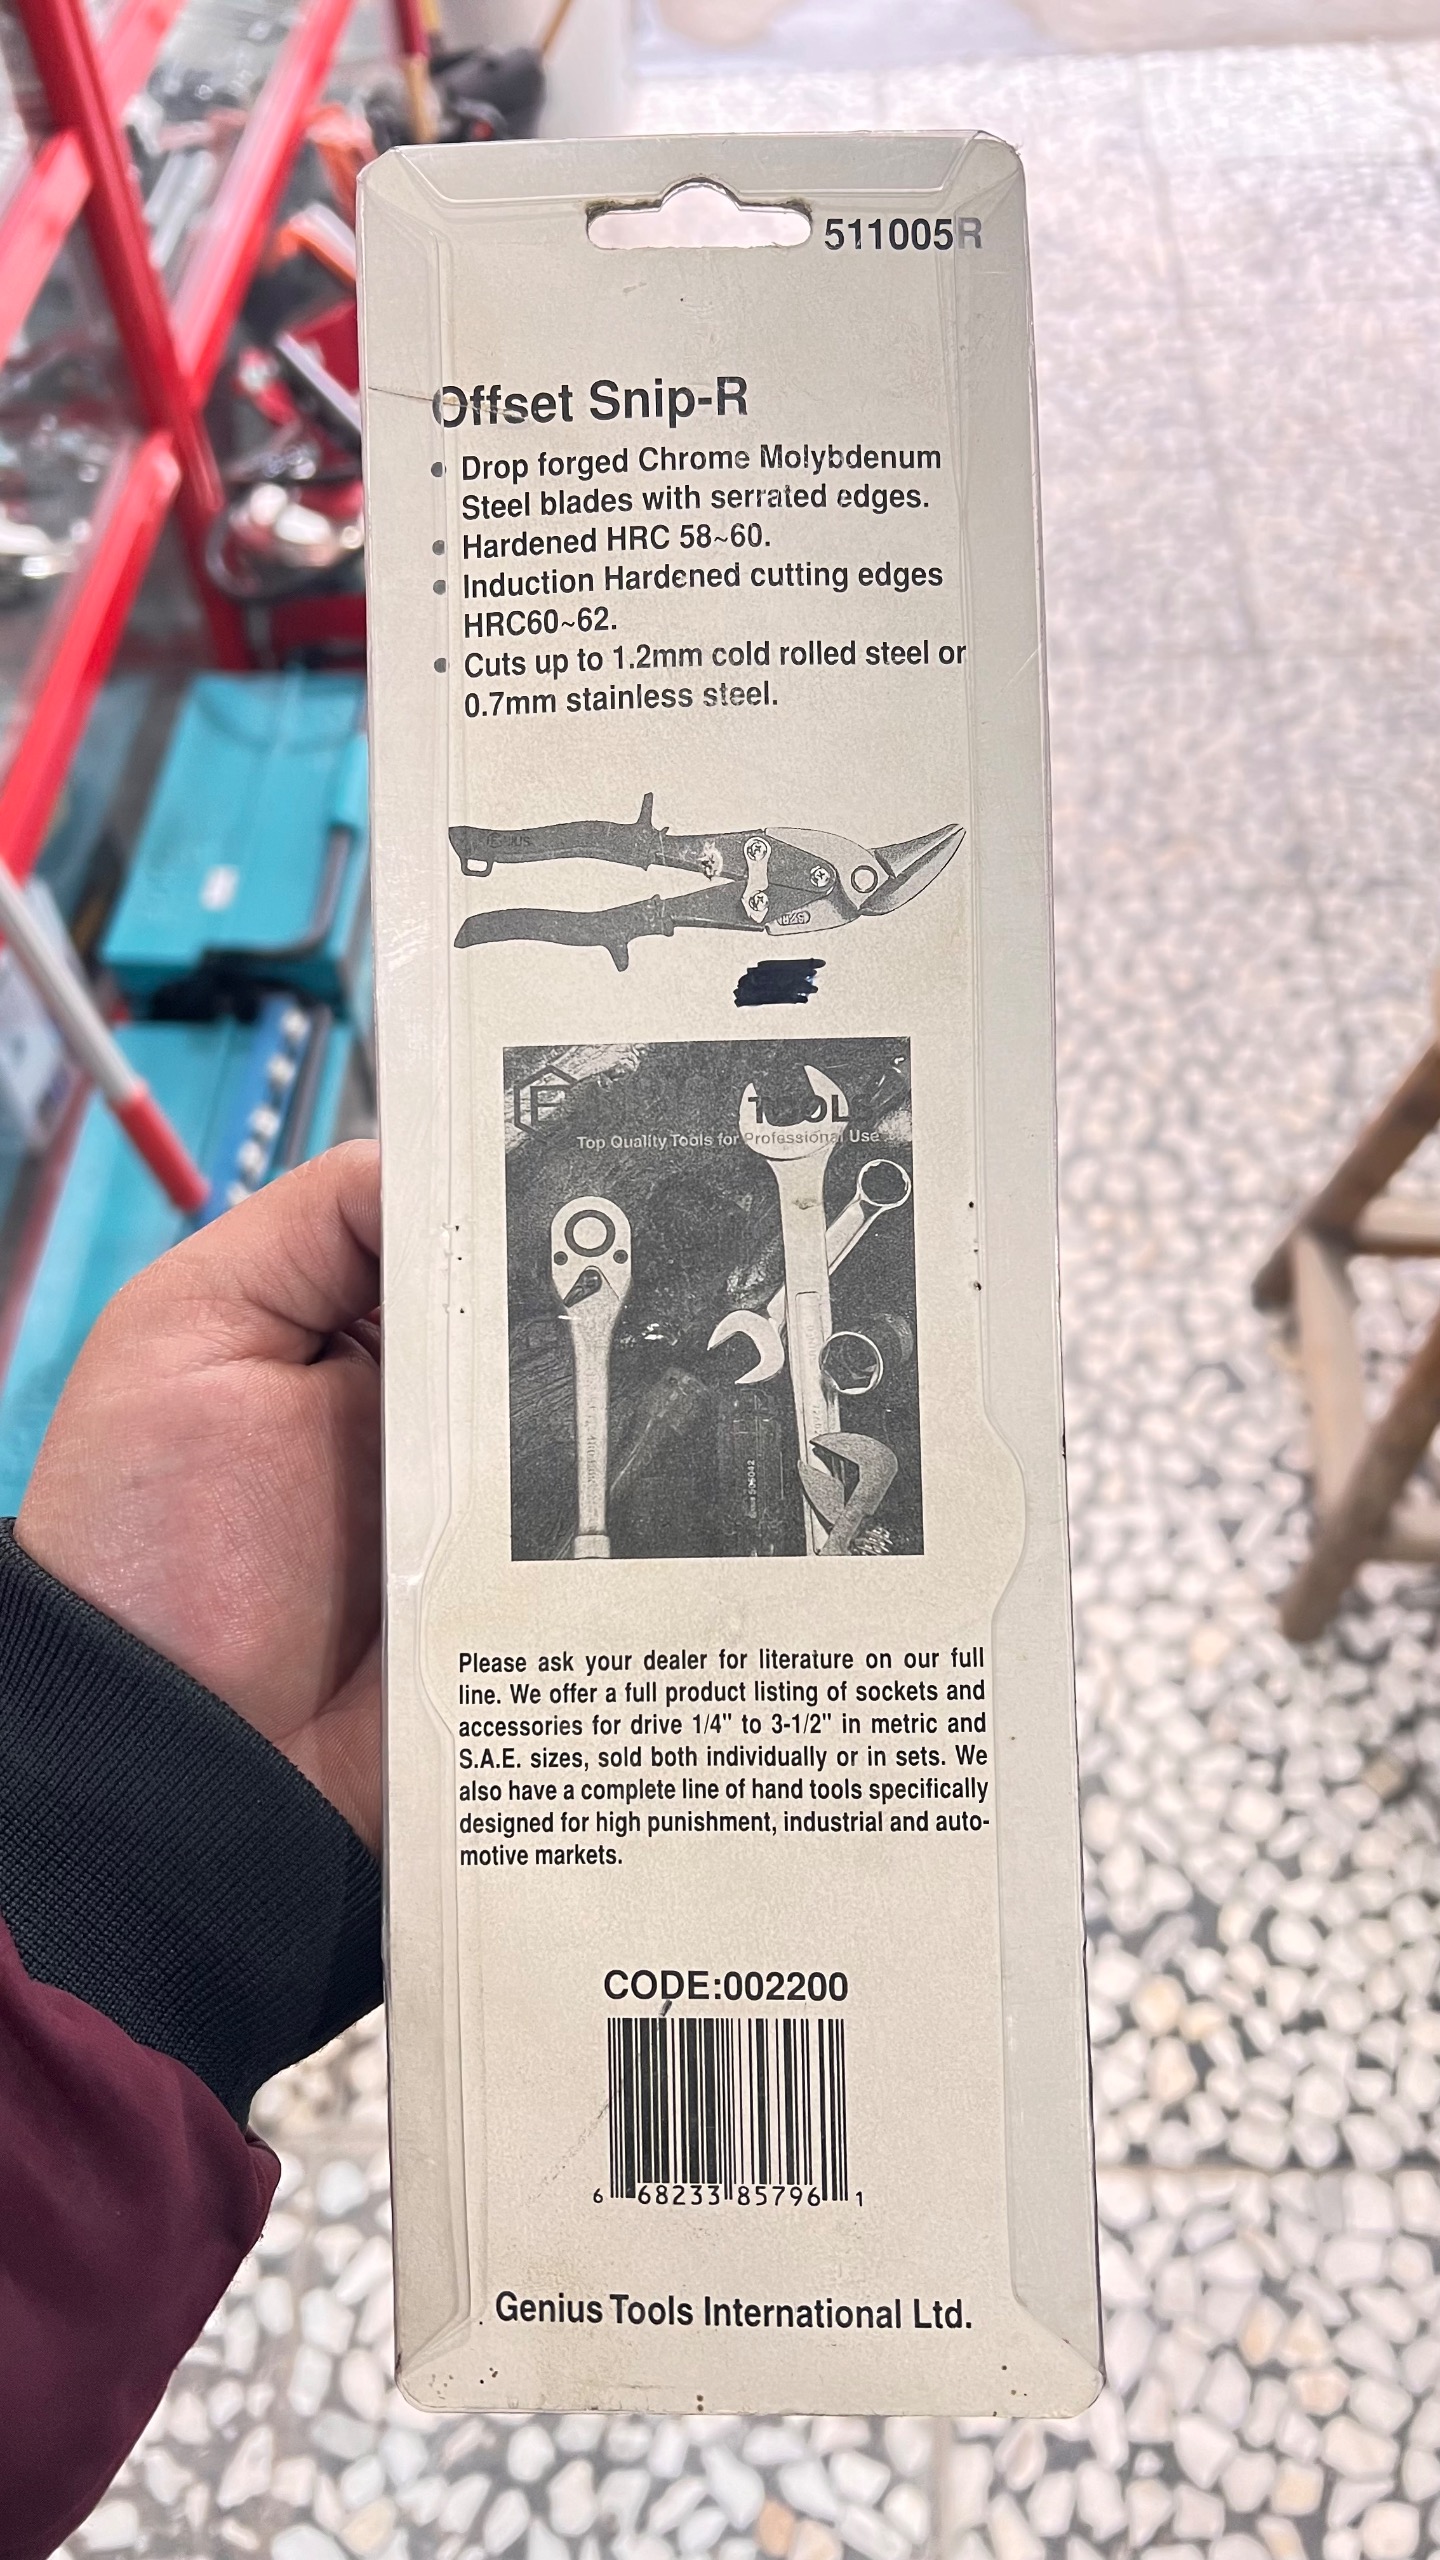 511005R
Offset Snip-R
• Drop forged Chrome Molybdenum
Steel blades with serrated edges.
• Hardened HRC 58~60.
• Induction Hardened cutting edges
HRC60~62.
• Cuts up to 1.2mm cold rolled steel or
0.7mm stainless steel.
TOOLS
Top Quality Tools for Professional Use
Please ask your dealer for literature on our full
line. We offer a full product listing of sockets and
accessories for drive 1/4" to 3-1/2" in metric and
S.A.E. sizes, sold both individually or in sets. We
also have a complete line of hand tools specifically
designed for high punishment, industrial and auto-
motive markets.
CODE:002200
6 68233 85796 1
Genius Tools International Ltd.